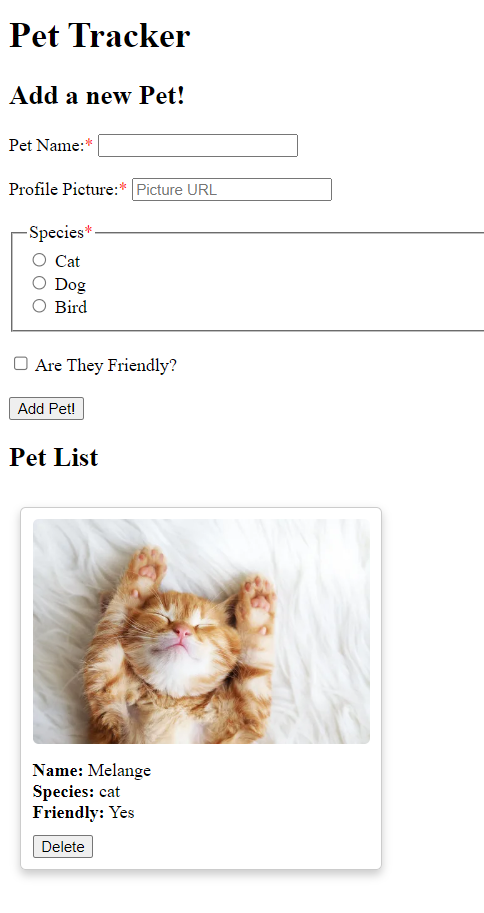 Pet Tracker
Add a new Pet!
Pet Name:*
Profile Picture:* Picture URL
Species*
Cat
Dog
Bird
Are They Friendly?
Add Pet!
Pet List
Name: Melange
Species: cat
Friendly: Yes
Delete